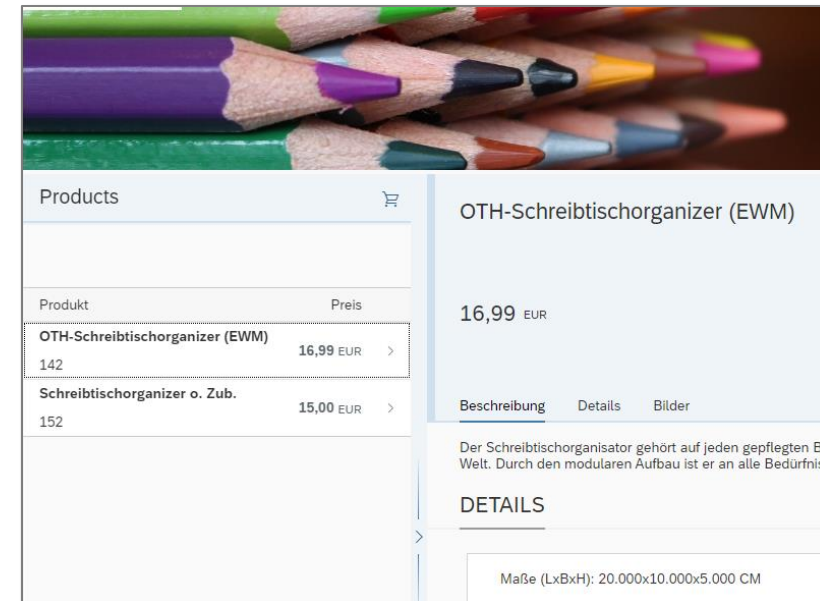 Products
Produkt Preis
OTH-Schreibtischorganizer (EWM)
142
16,99 EUR
Schreibtischorganizer o. Zub.
152
15,00 EUR
OTH-Schreibtischorganizer (EWM)
16,99 EUR
Beschreibung Details Bilder
Der Schreibtischorganisator gehört auf jeden gepflegten
Welt. Durch den modularen Aufbau ist er an alle
DETAILS
Maße (LxBxH): 20.000x10.000x5.000 CM